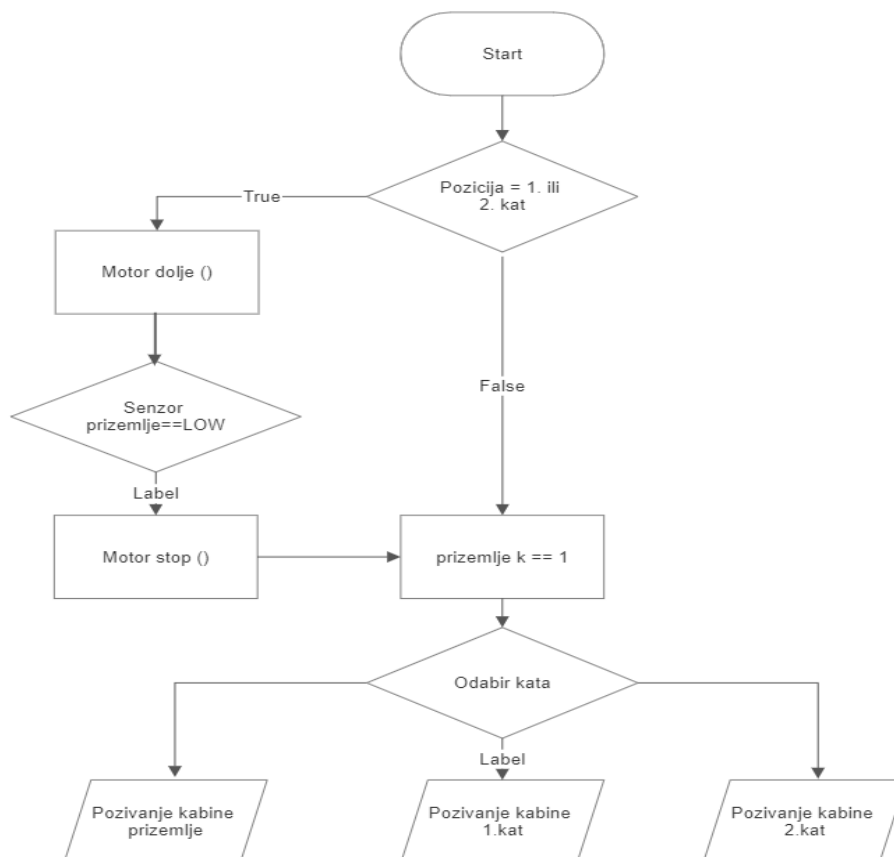 Start
Pozicija = 1. ili
2. kat
True
Motor dolje ()
False
Senzor
prizemlje==LOW
Label
Motor stop ()
prizemlje k == 1
Odabir kata
Label
Pozivanje kabine
prizemlje
Pozivanje kabine
1.kat
Pozivanje kabine
2.kat